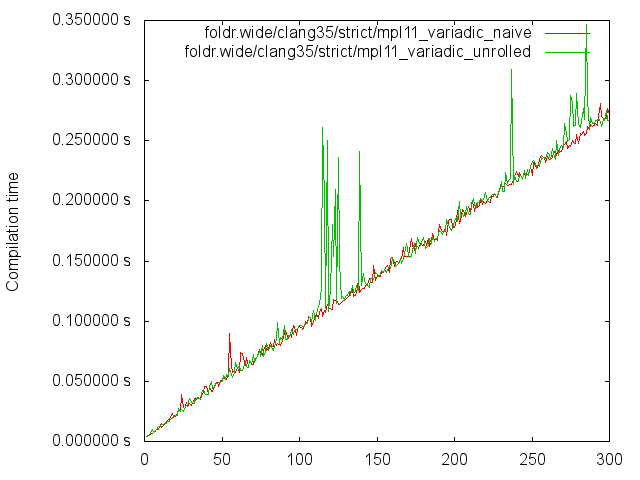 foldr.wide/clang35/strict/mpl11_variadic_naive
foldr.wide/clang35/strict/mpl11_variadic_unrolled
0.350000 s
0.300000 s
0.250000 s
0.200000 s
0.150000 s
0.100000 s
0.050000 s
0.000000 s
Compilation time
0 50 100 150 200 250 300